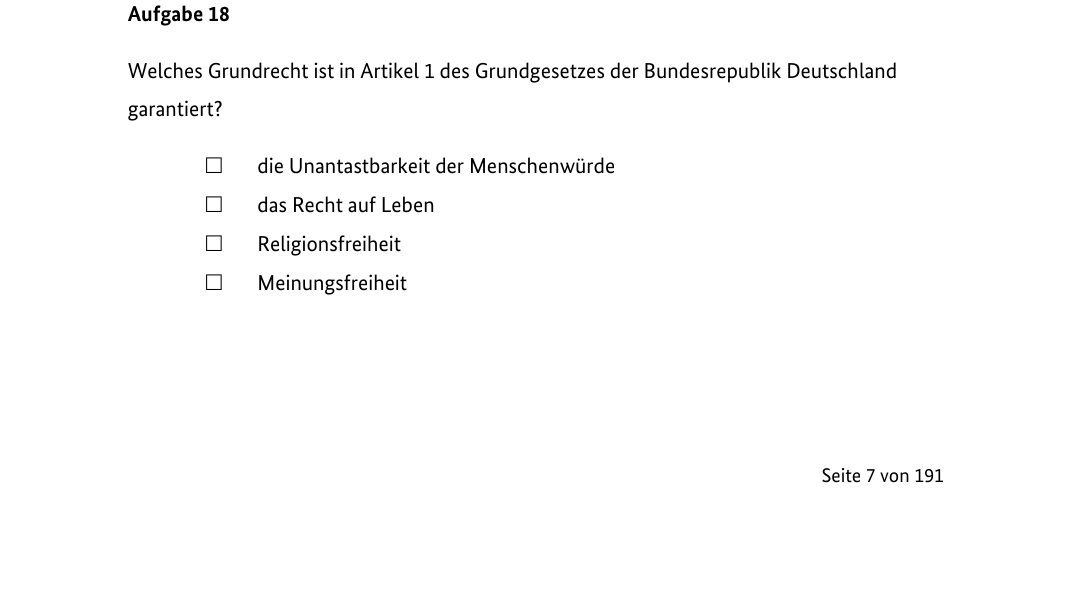 Aufgabe 18
Welches Grundrecht ist in Artikel 1 des Grundgesetzes der Bundesrepublik Deutschland
garantiert?
☐ die Unantastbarkeit der Menschenwürde
☐ das Recht auf Leben
☐ Religionsfreiheit
☐ Meinungsfreiheit
Seite 7 von 191